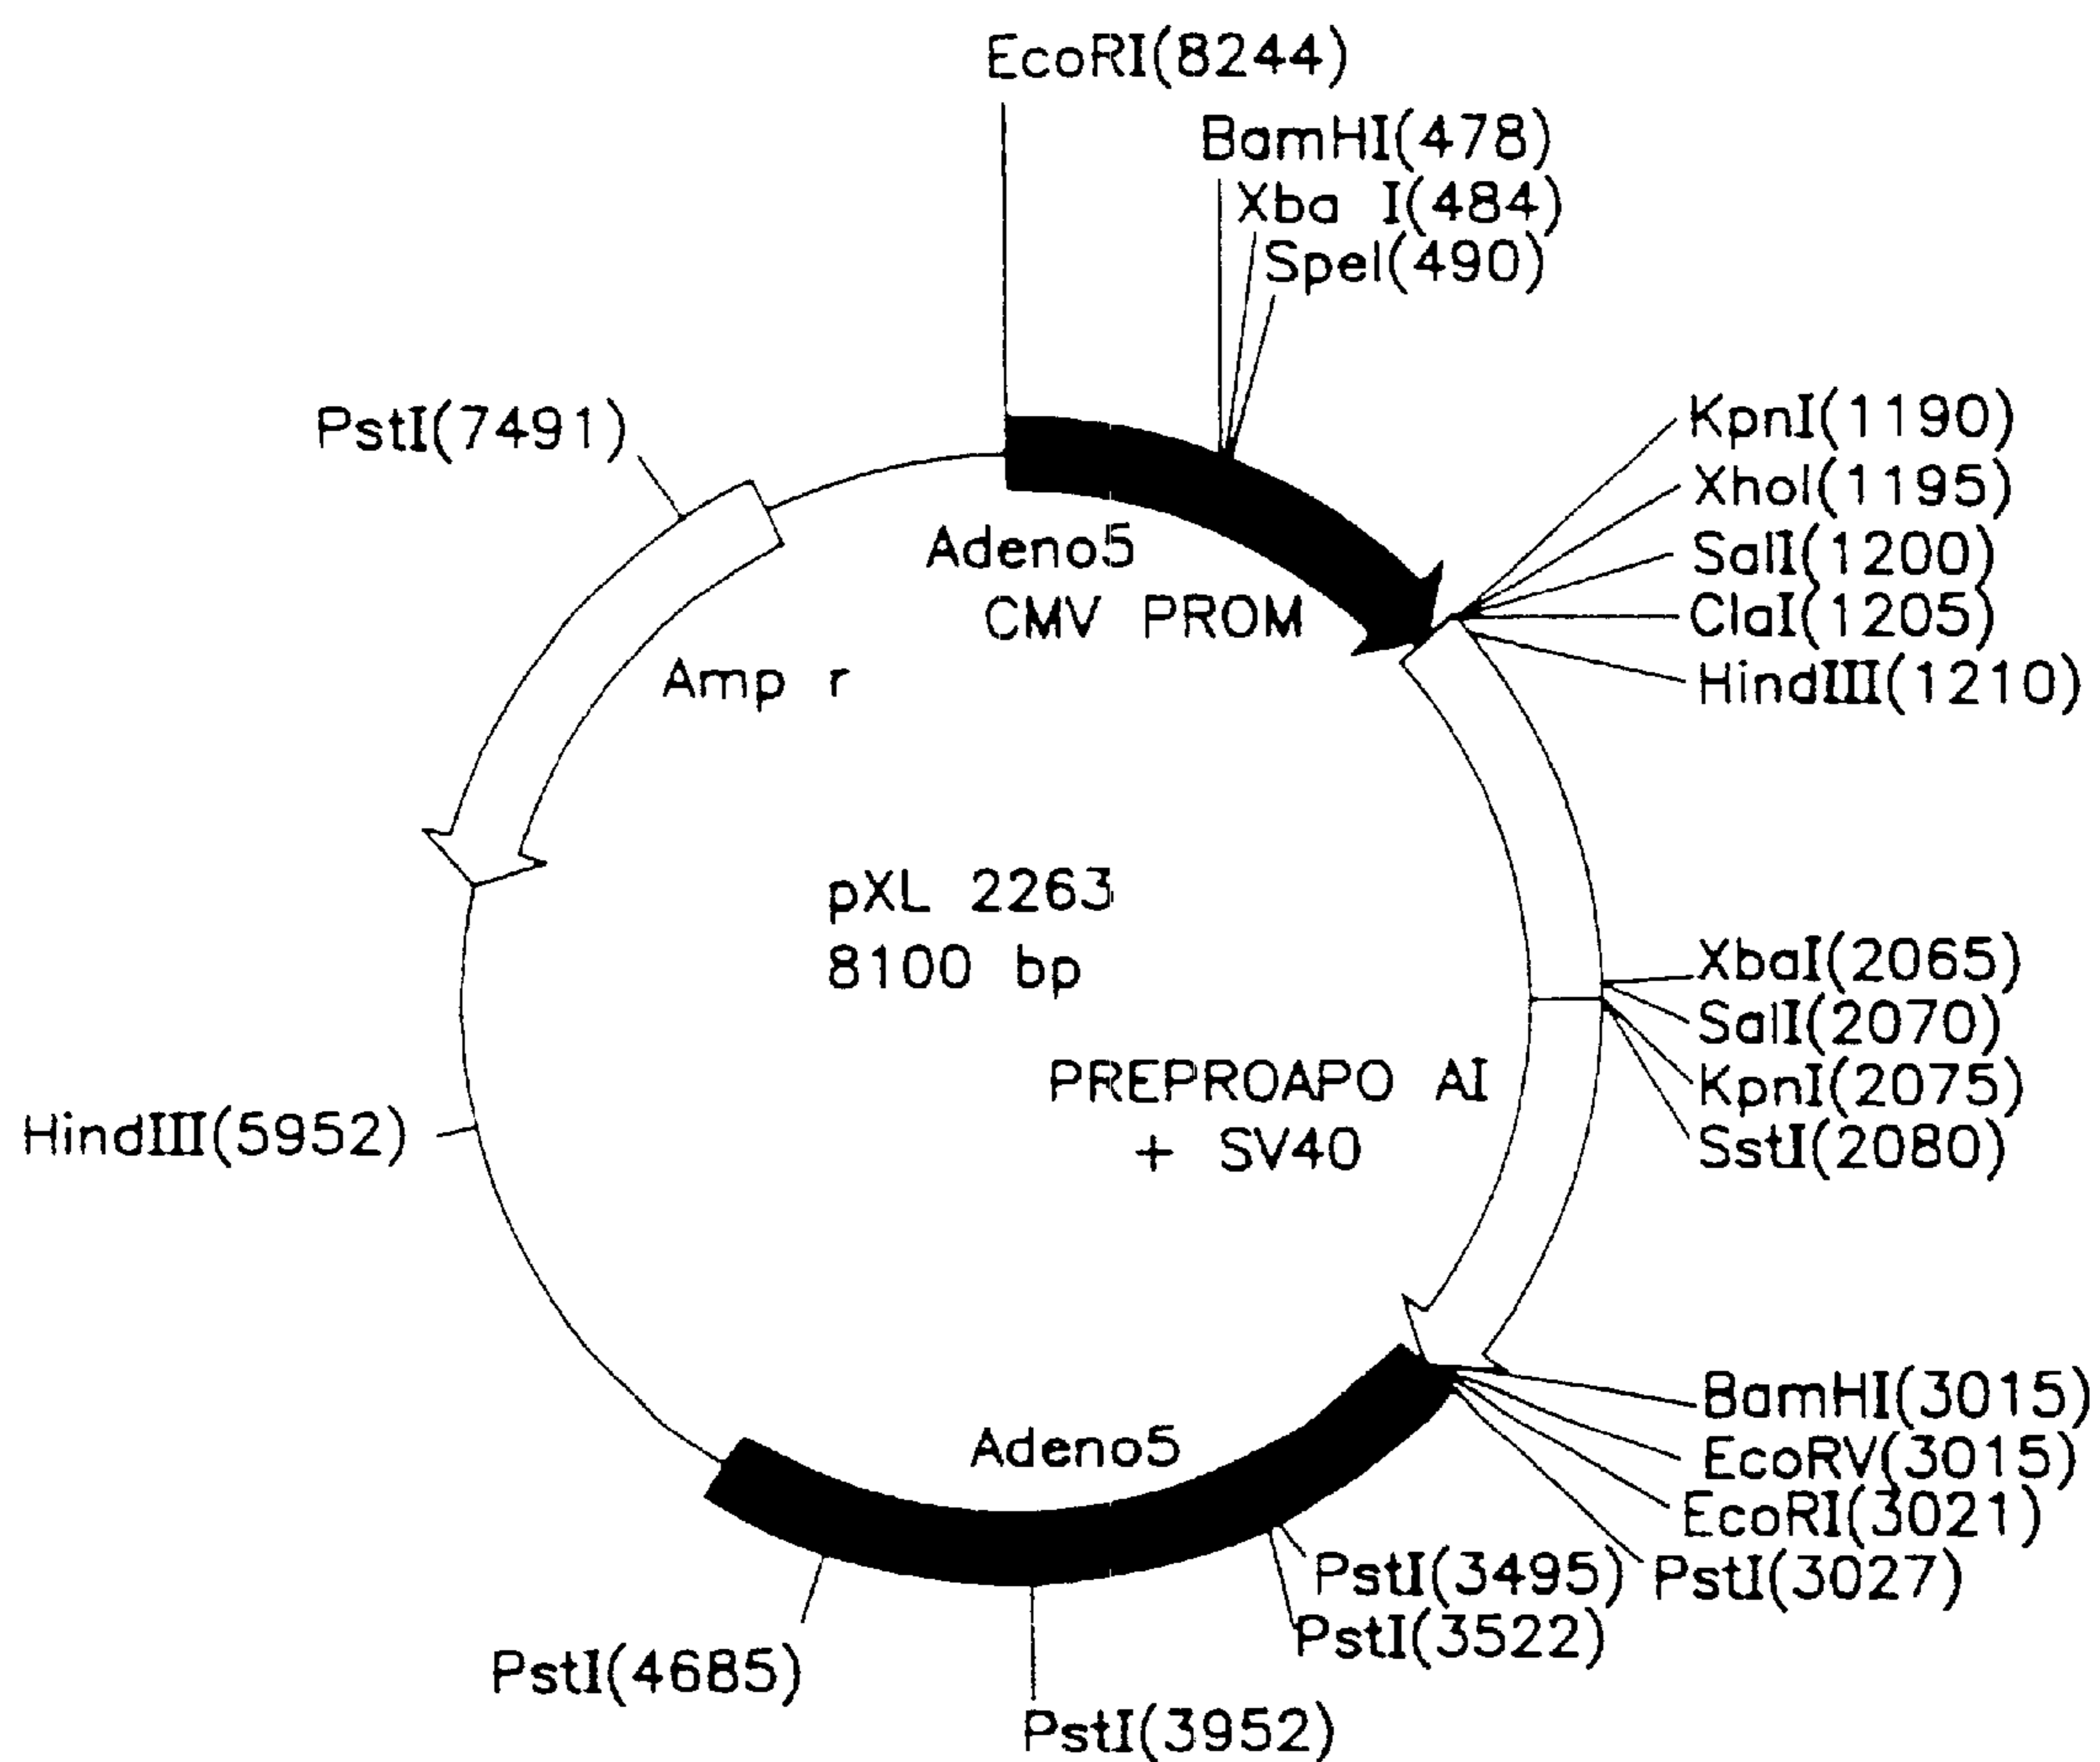 EcoRI(8244)
BamHI(478)
Xba I(484)
SpeI(490)
PstI(7491)
KpnI(1190)
XhoI(1195)
SalI(1200)
ClaI(1205)
HindIII(1210)
Adeno5
CMV PROM
Amp r
pXL 2263
8100 bp
XbaI(2065)
SalI(2070)
KpnI(2075)
SstI(2080)
PREPROAPO AI
+ SV40
HindIII(5952)
BamHI(3015)
EcoRV(3015)
EcoRI(3021)
PstI(3027)
Adeno5
PstI(3495)
PstI(3522)
PstI(4685)
PstI(3952)